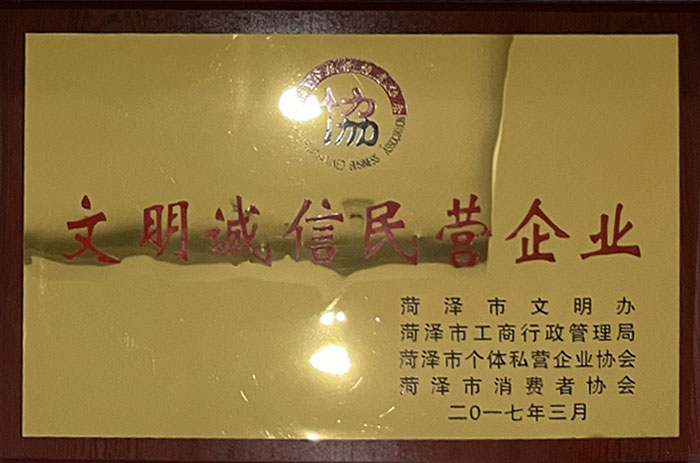 协
BUSINESS ASSOCIATION
文明诚信民营企业
菏泽市文明办
菏泽市工商行政管理局
菏泽市个体私营企业协会
菏泽市消费者协会
二〇一七年三月